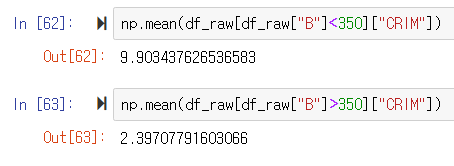 In [62]: np.mean(df_raw[df_raw["B"]<350]["CRIM"])
Out[62]: 9.903437626536583
In [63]: np.mean(df_raw[df_raw["B"]>350]["CRIM"])
Out[63]: 2.39707791603066